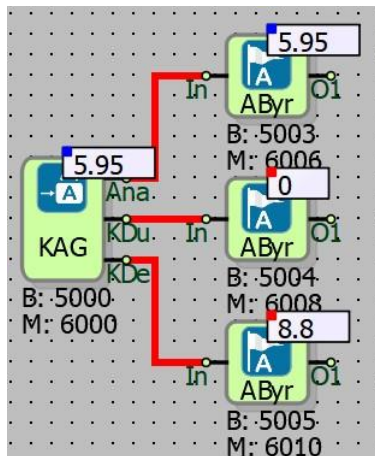 5.95
A
In
O1
AByr
B: 5003
M: 6006
5.95
A
Ana
KAG
KDu
KDe
B: 5000
M: 6000
0
A
In
O1
AByr
B: 5004
M: 6008
8.8
A
In
O1
AByr
B: 5005
M: 6010